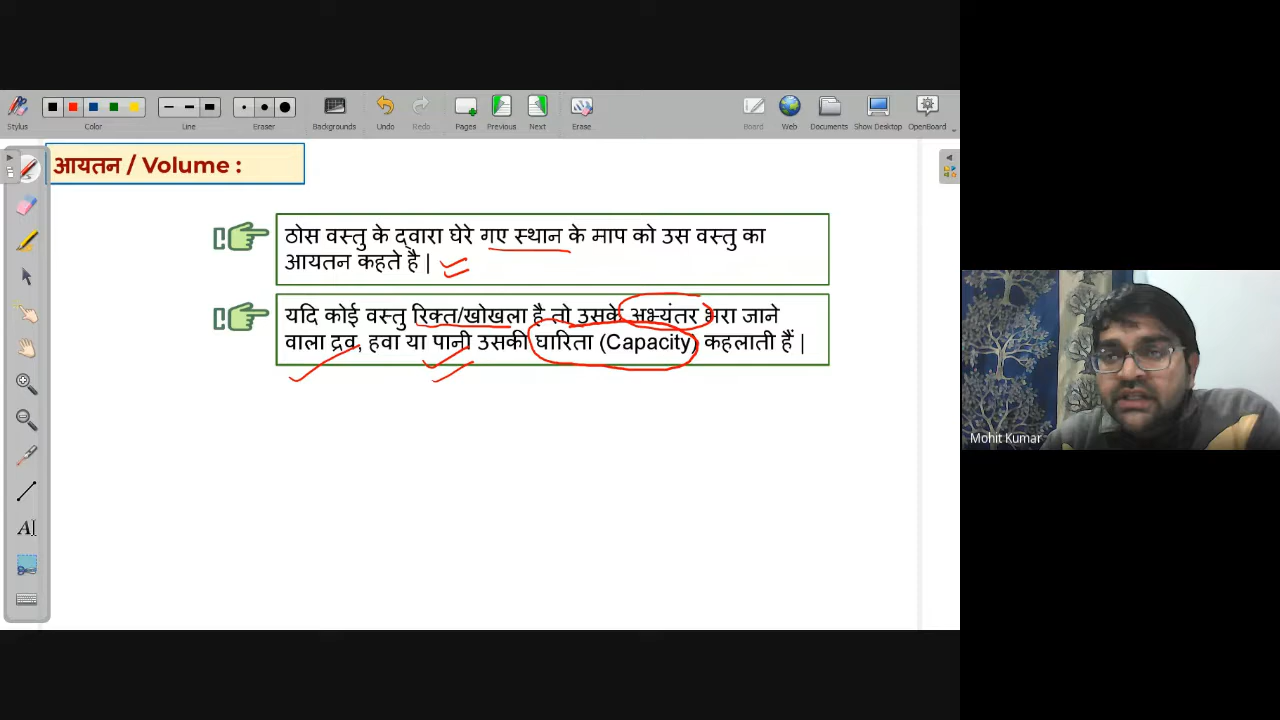 Stylus
Color
Line
Eraser
Backgrounds
Undo
Redo
Pages
Previous
Next
Erase
Board
Web
Documents
Show Desktop
OpenBoard
आयतन / Volume :
ठोस वस्तु के द्वारा घेरे गए स्थान के माप को उस वस्तु का
आयतन कहते है |
यदि कोई वस्तु रिक्त/खोखला है तो उसके अभ्यंतर भरा जाने
वाला द्रव, हवा या पानी उसकी घारिता (Capacity) कहलाती हैं |
Mohit Kumar